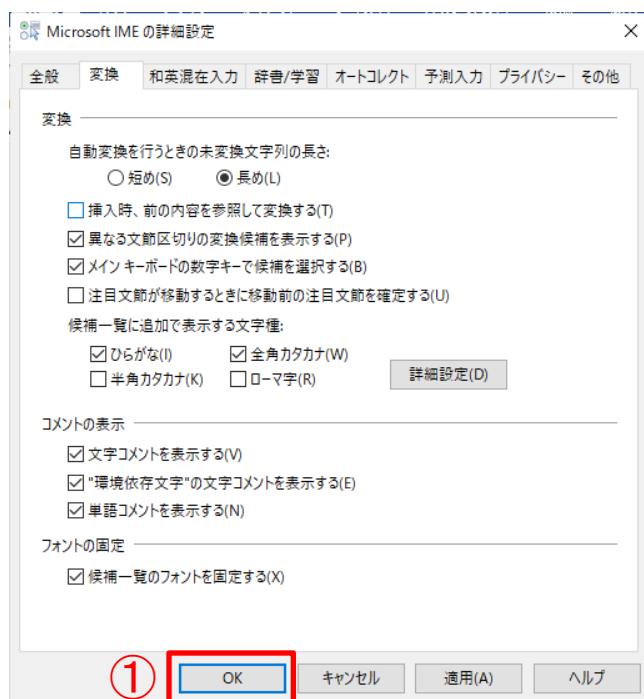 Microsoft IME の詳細設定
全般 変換 和英混在入力 辞書/学習 オートコレクト 予測入力 プライバシー その他
変換
自動変換を行うときの未変換文字列の長さ:
短め(S) 長め(L)
挿入時、前の内容を参照して変換する(T)
異なる文節区切りの変換候補を表示する(P)
メイン キーボードの数字キーで候補を選択する(B)
注目文節が移動するときに移動前の注目文節を確定する(U)
候補一覧に追加で表示する文字種:
ひらがな(I) 全角カタカナ(W)
半角カタカナ(K) ローマ字(R) 詳細設定(D)
コメントの表示
文字コメントを表示する(V)
"環境依存文字"の文字コメントを表示する(E)
単語コメントを表示する(N)
フォントの固定
候補一覧のフォントを固定する(X)
① OK キャンセル 適用(A) ヘルプ